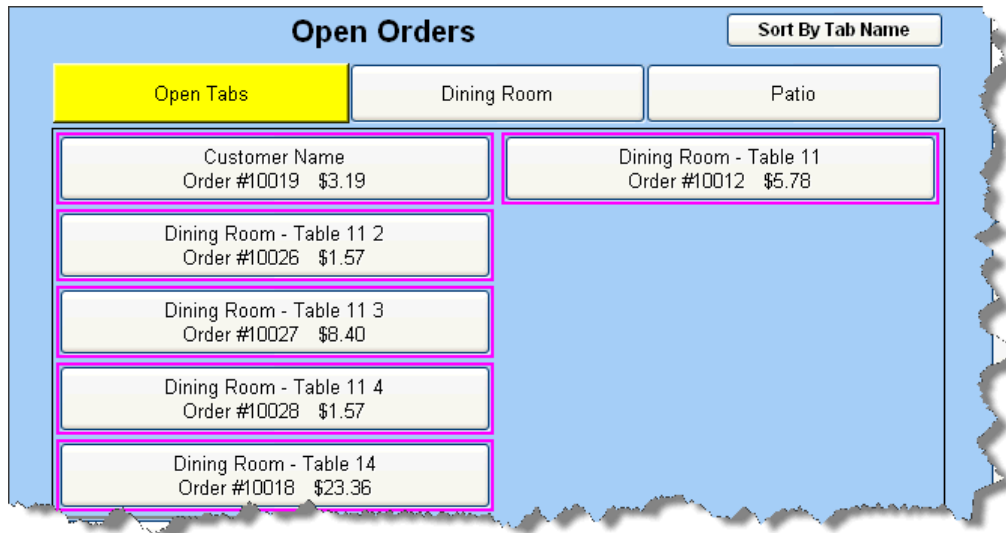 Open Orders
Sort By Tab Name
Open Tabs
Dining Room
Patio
Customer Name
Order #10019 $3.19
Dining Room - Table 11
Order #10012 $5.78
Dining Room - Table 11 2
Order #10026 $1.57
Dining Room - Table 11 3
Order #10027 $8.40
Dining Room - Table 11 4
Order #10028 $1.57
Dining Room - Table 14
Order #10018 $23.36